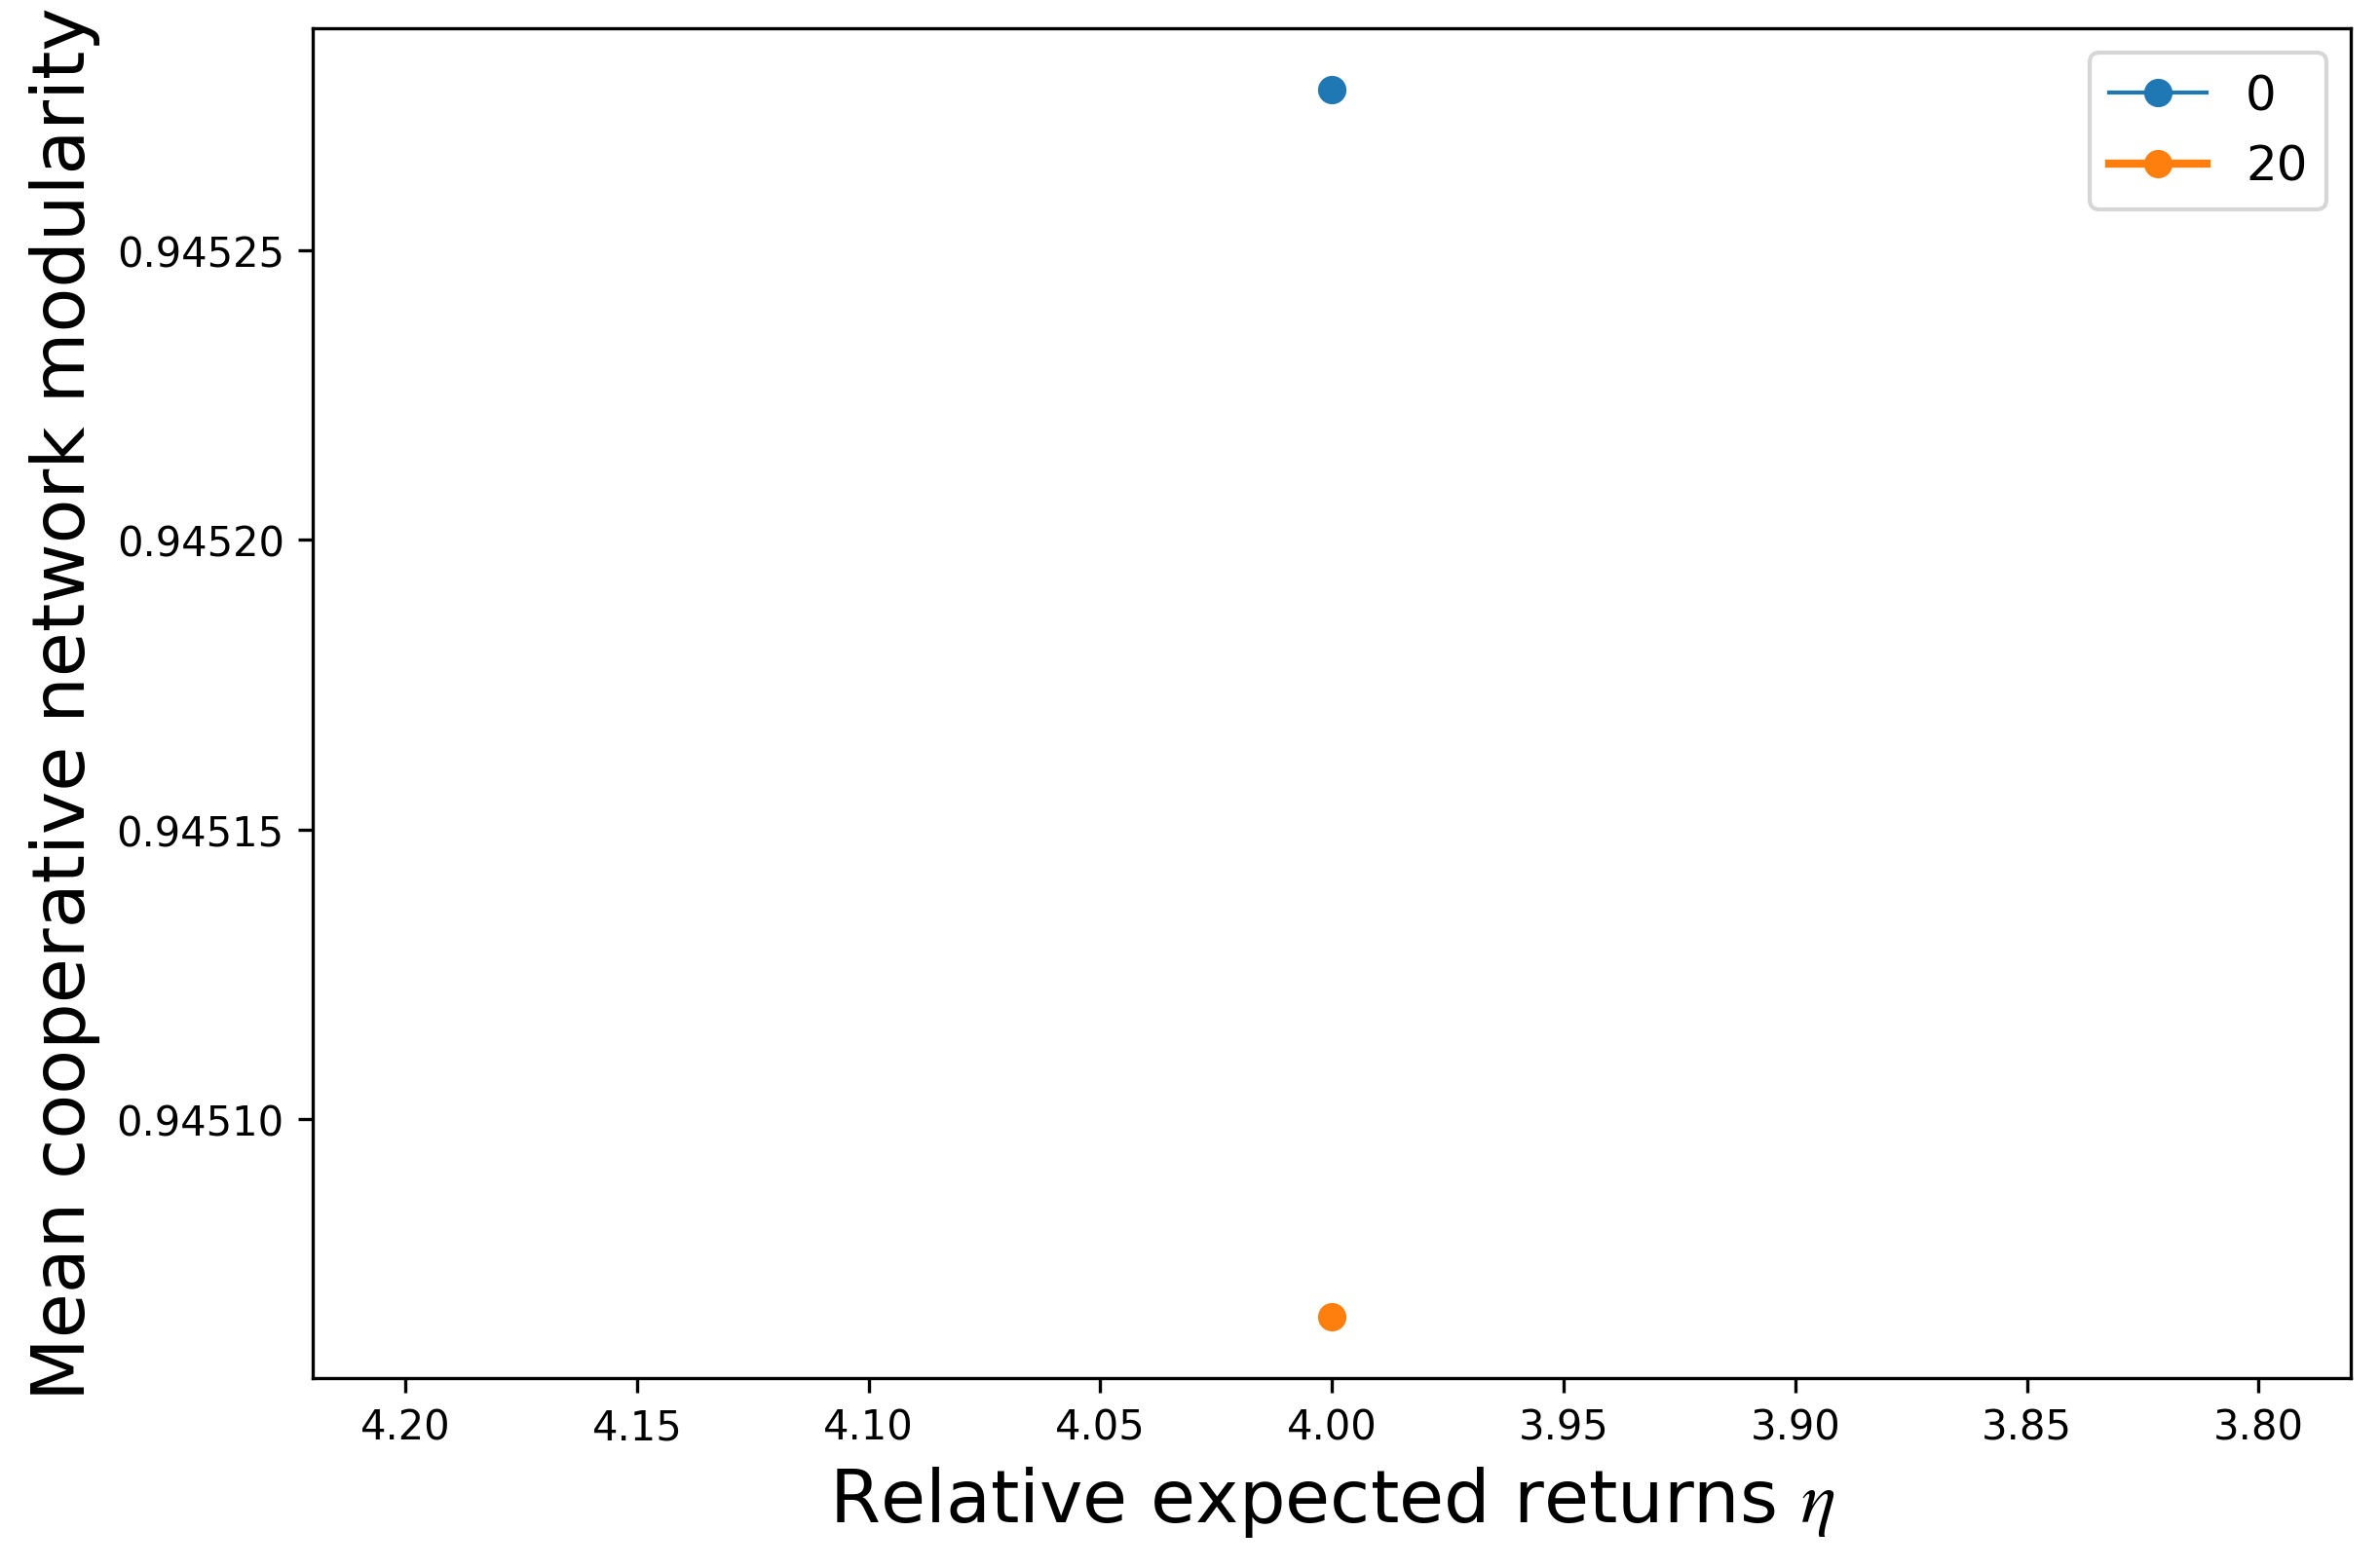 Mean cooperative network modularity
0.94525
0.94520
0.94515
0.94510
0
20
4.20 4.15 4.10 4.05 4.00 3.95 3.90 3.85 3.80
Relative expected returns η